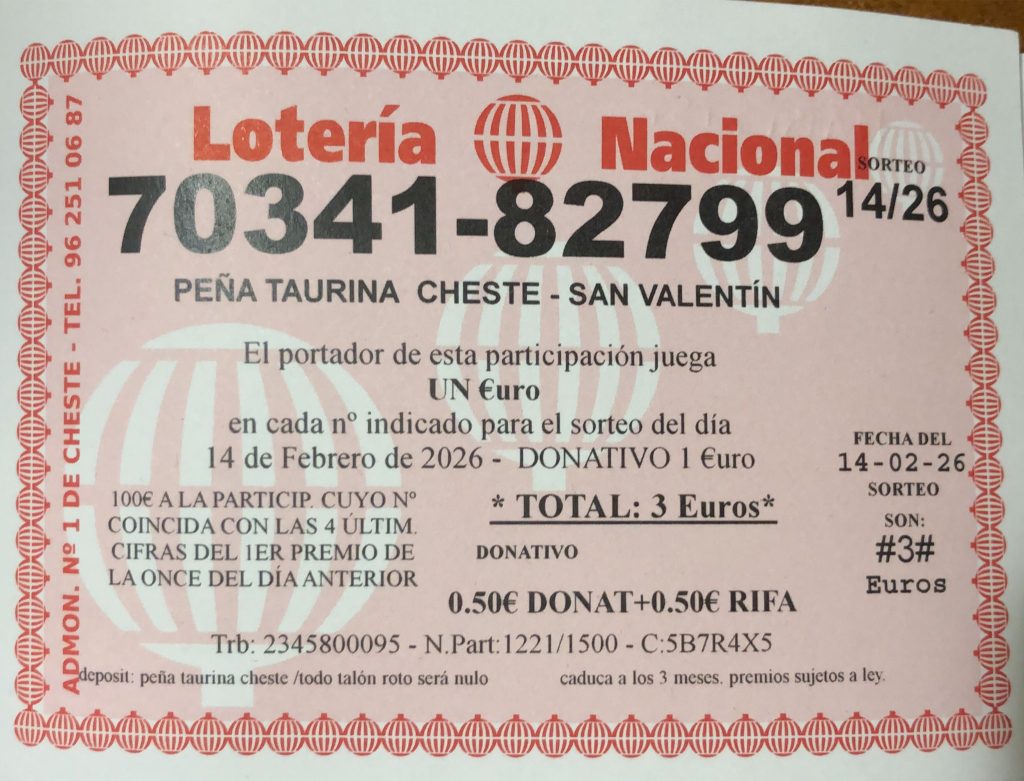 Lotería Nacional
SORTEO
70341-82799
14/26
PEÑA TAURINA CHESTE - SAN VALENTÍN
El portador de esta participación juega
UN €uro
en cada nº indicado para el sorteo del día
14 de Febrero de 2026 - DONATIVO 1 €uro
FECHA DEL
14-02-26
SORTEO
SON:
#3#
Euros
100€ A LA PARTICIP. CUYO Nº
COINCIDA CON LAS 4 ÚLTIM.
CIFRAS DEL 1ER PREMIO DE
LA ONCE DEL DÍA ANTERIOR
* TOTAL: 3 Euros*
DONATIVO
0.50€ DONAT+0.50€ RIFA
Trb: 2345800095 - N.Part:1221/1500 - C:5B7R4X5
deposit: peña taurina cheste /todo talón roto será nulo
caduca a los 3 meses. premios sujetos a ley.
ADMON. Nº 1 DE CHESTE - TEL. 96 251 06 87